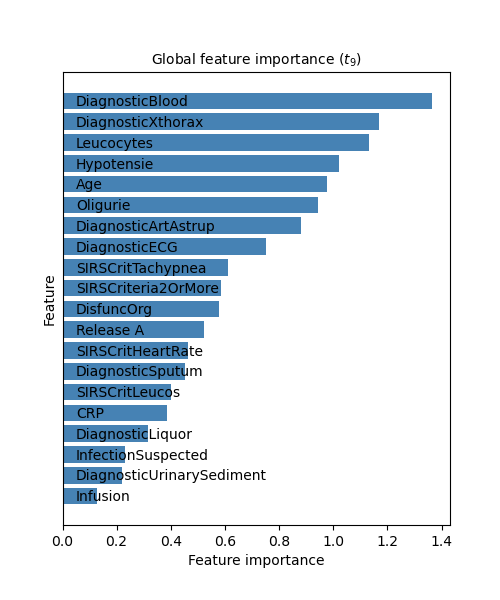 Global feature importance (t9)
Feature
DiagnosticBlood
DiagnosticXthorax
Leucocytes
Hypotensie
Age
Oligurie
DiagnosticArtAstrup
DiagnosticECG
SIRSCritTachypnea
SIRSCriteria2OrMore
DisfuncOrg
Release A
SIRSCritHeartRate
DiagnosticSputum
SIRSCritLeucos
CRP
DiagnosticLiquor
InfectionSuspected
DiagnosticUrinarySediment
Infusion
0.0 0.2 0.4 0.6 0.8 1.0 1.2 1.4
Feature importance